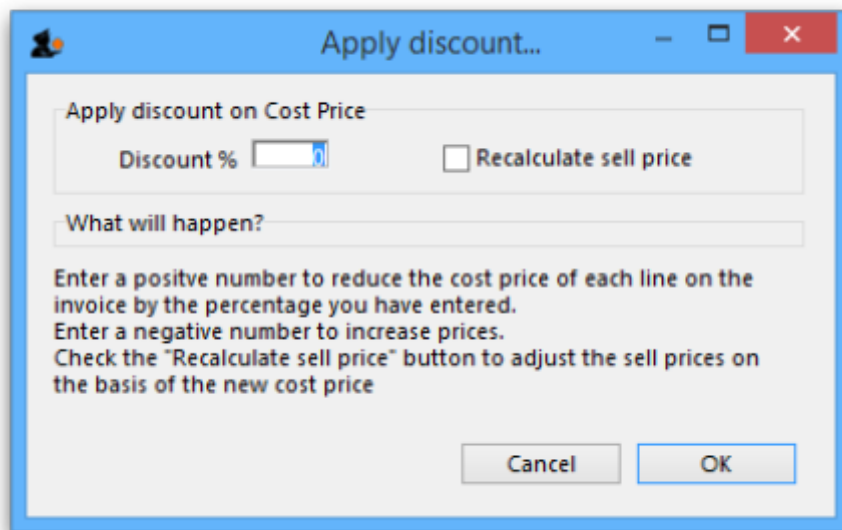 Apply discount...
Apply discount on Cost Price
Discount % 0 Recalculate sell price
What will happen?
Enter a positve number to reduce the cost price of each line on the
invoice by the percentage you have entered.
Enter a negative number to increase prices.
Check the "Recalculate sell price" button to adjust the sell prices on
the basis of the new cost price
Cancel OK